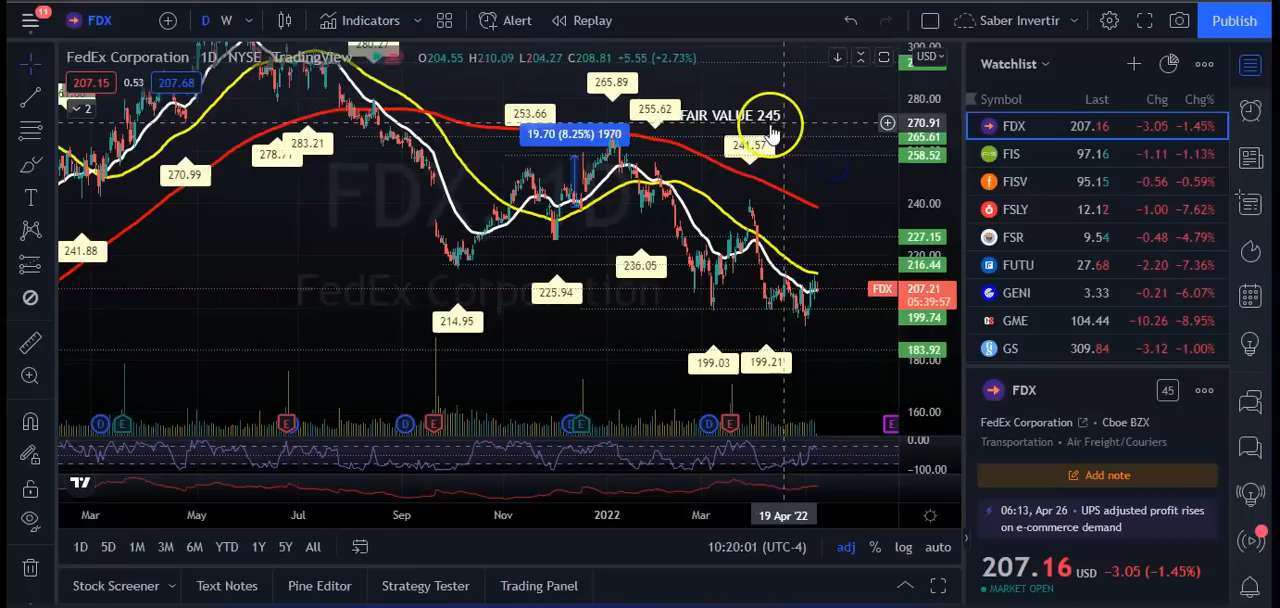 11
FDX
D W
Indicators
Alert
Replay
Saber Invertir
Publish
FedEx Corporation 1D NYSE TradingView
O204.55 H210.09 L204.27 C208.81 +5.55 (+2.73%)
207.15 0.53 207.68
2
280.27
265.89
253.66
255.62
FAIR VALUE 245
19.70 (8.25%) 1970
241.57
283.21
270.99
241.88
236.05
225.94
214.95
199.03
199.21
FDX, 1D
FedEx Corporation
USD
300.00
280.00
270.91
265.61
258.52
240.00
227.15
216.44
FDX 207.21
05:39:57
199.74
183.92
180.00
160.00
0.00
−100.00
D E E D E D E D E E
Mar May Jul Sep Nov 2022 Mar 19 Apr '22
1D 5D 1M 3M 6M YTD 1Y 5Y All
10:20:01 (UTC-4) adj % log auto
Stock Screener Text Notes Pine Editor Strategy Tester Trading Panel
Watchlist
Symbol Last Chg Chg%
FDX 207.16 −3.05 −1.45%
FIS 97.16 −1.11 −1.13%
FISV 95.15 −0.56 −0.59%
FSLY 12.12 −1.00 −7.62%
FSR 9.54 −0.48 −4.79%
FUTU 27.68 −2.20 −7.36%
GENI 3.33 −0.21 −6.07%
GME 104.44 −10.26 −8.95%
GS 309.84 −3.12 −1.00%
FDX
45
FedEx Corporation • Cboe BZX
Transportation • Air Freight/Couriers
Add note
06:13, Apr 26 • UPS adjusted profit rises
on e-commerce demand
207.16 USD −3.05 (−1.45%)
MARKET OPEN